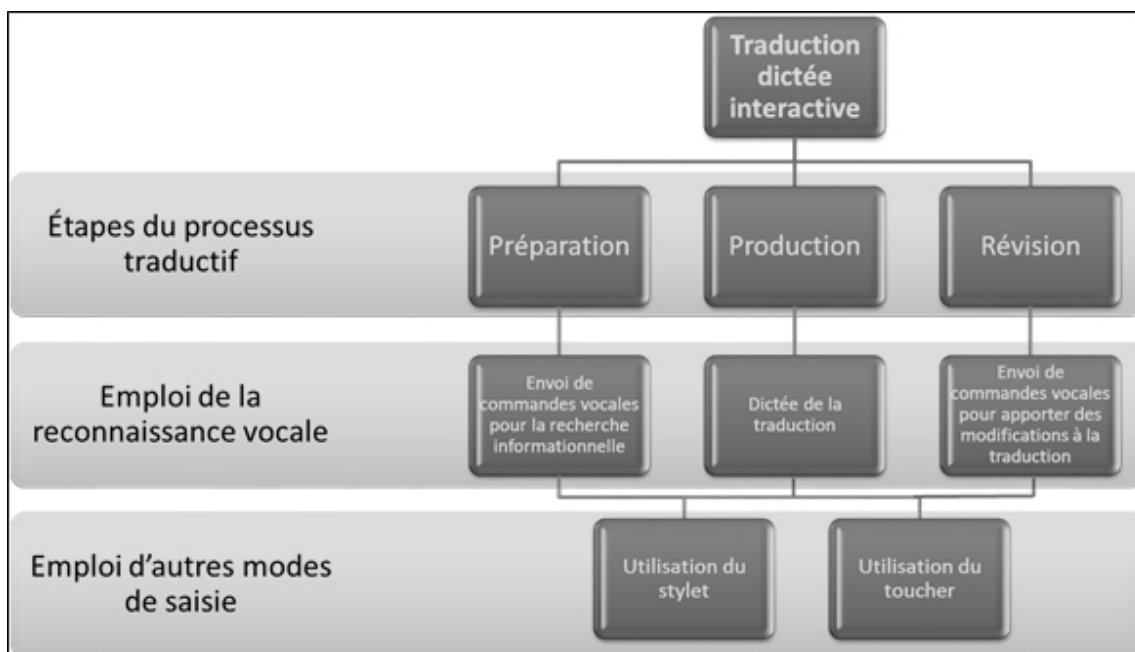 Traduction
dictée
interactive
Étapes du processus
traductif
Préparation
Production
Révision
Emploi de la
reconnaissance vocale
Envoi de
commandes vocales
pour la recherche
informationnelle
Dictée de la
traduction
Envoi de
commandes vocales
pour apporter des
modifications à la
traduction
Emploi d'autres modes
de saisie
Utilisation du
stylet
Utilisation du
toucher